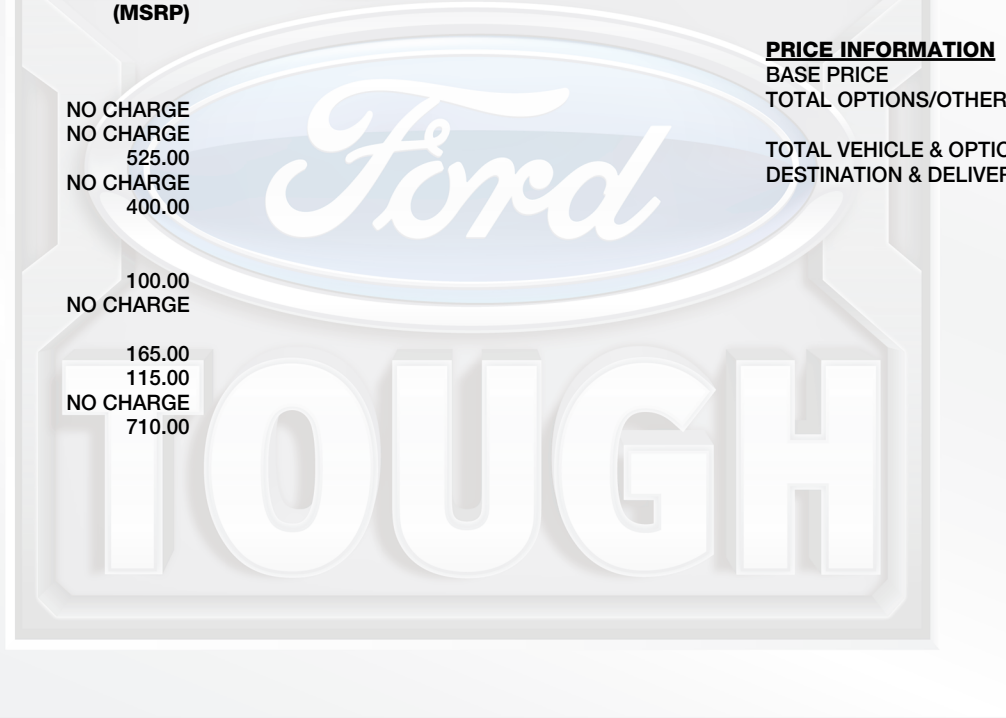 (MSRP)
NO CHARGE
NO CHARGE
525.00
NO CHARGE
400.00
100.00
NO CHARGE
165.00
115.00
NO CHARGE
710.00
PRICE INFORMATION
BASE PRICE
TOTAL OPTIONS/OTHER
TOTAL VEHICLE & OPTIO
DESTINATION & DELIVER
Ford
TOUGH